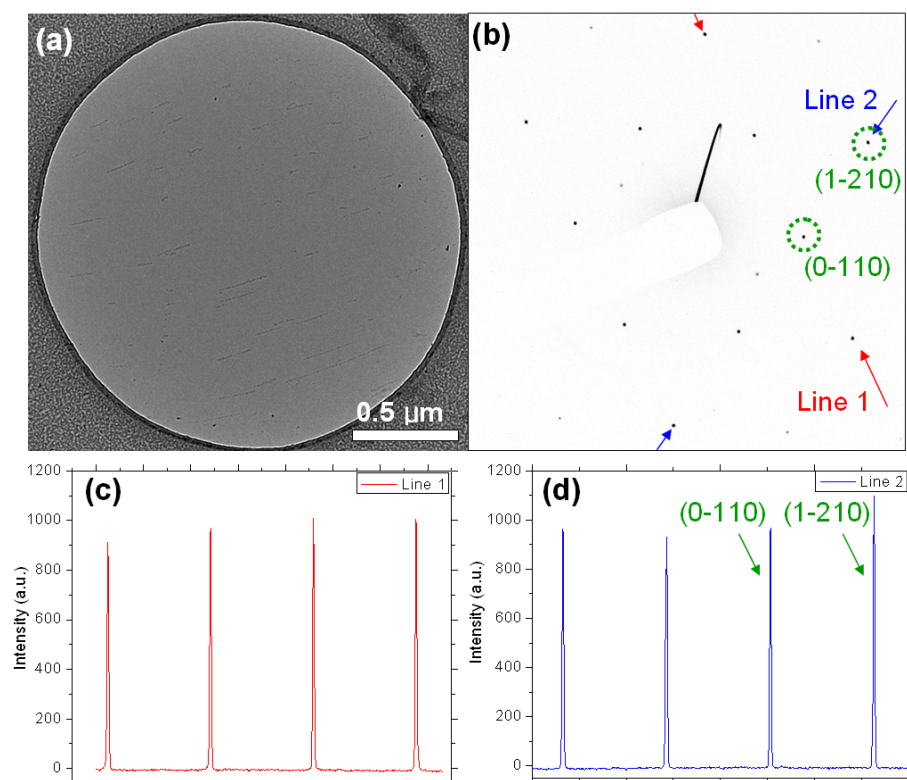 (a)
0.5 µm
(b)
Line 2
(1-210)
(0-110)
Line 1
(c)
Line 1
1200
1000
800
600
400
200
0
Intensity (a.u.)
(d)
Line 2
(0-110) (1-210)
1200
1000
800
600
400
200
0
Intensity (a.u.)